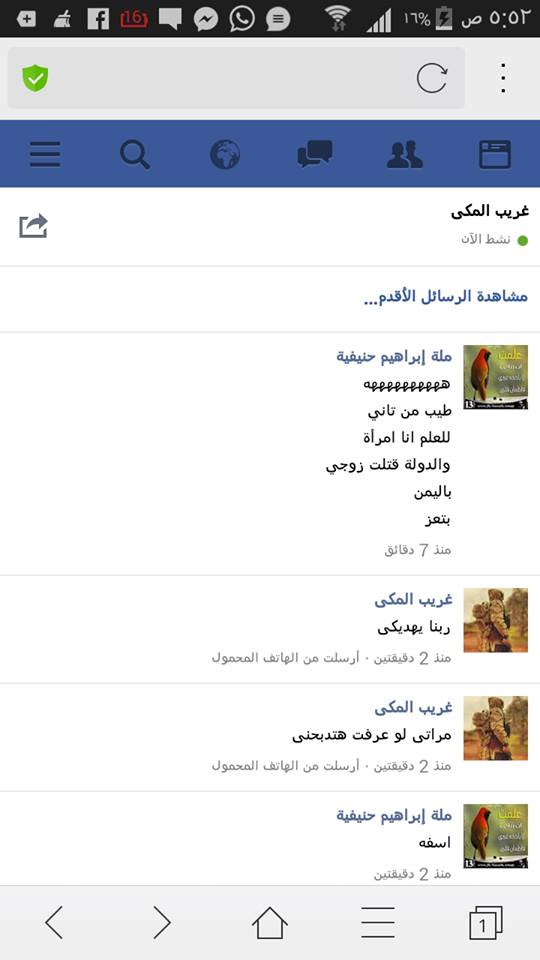 ١٦% ٥:٥٢ ص
16
غريب المكى
نشط الآن
مشاهدة الرسائل الأقدم...
ملة إبراهيم حنيفية
ههههههههههه
طيب من تاني
للعلم انا امرأة
والدولة قتلت زوجي
باليمن
بتعز
منذ 7 دقائق
غريب المكى
ربنا يهديكى
منذ 2 دقيقتين · أرسلت من الهاتف المحمول
غريب المكى
مراتى لو عرفت هتدبحنى
منذ 2 دقيقتين · أرسلت من الهاتف المحمول
ملة إبراهيم حنيفية
اسفه
منذ 2 دقيقتين
1